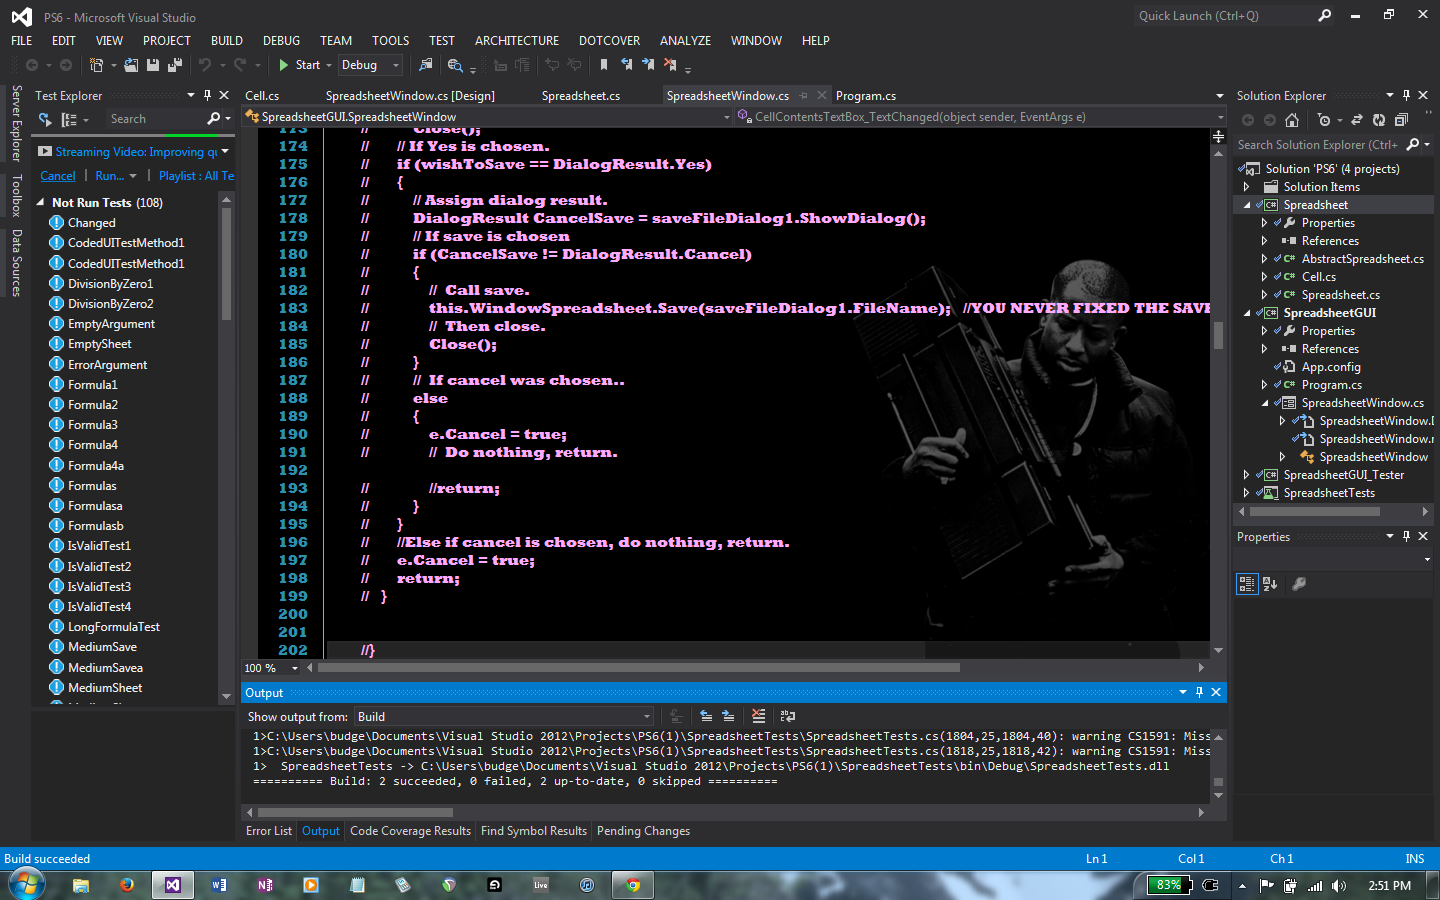 PS6 - Microsoft Visual Studio
Quick Launch (Ctrl+Q)
FILE EDIT VIEW PROJECT BUILD DEBUG TEAM TOOLS TEST ARCHITECTURE DOTCOVER ANALYZE WINDOW HELP
Start Debug
Server Explorer
Toolbox
Data Sources
Test Explorer
Search
Streaming Video: Improving qu
Cancel Run... Playlist : All Te
Not Run Tests (108)
Changed
CodedUITestMethod1
CodedUITestMethod1
DivisionByZero1
DivisionByZero2
EmptyArgument
EmptySheet
ErrorArgument
Formula1
Formula2
Formula3
Formula4
Formula4a
Formulas
Formulasa
Formulasb
IsValidTest1
IsValidTest2
IsValidTest3
IsValidTest4
LongFormulaTest
MediumSave
MediumSavea
MediumSheet
Cell.cs SpreadsheetWindow.cs [Design] Spreadsheet.cs SpreadsheetWindow.cs Program.cs
SpreadsheetGUI.SpreadsheetWindow CellContentsTextBox_TextChanged(object sender, EventArgs e)
173 // Close();
174 // // If Yes is chosen.
175 // if (wishToSave == DialogResult.Yes)
176 // {
177 // // Assign dialog result.
178 // DialogResult CancelSave = saveFileDialog1.ShowDialog();
179 // // If save is chosen
180 // if (CancelSave != DialogResult.Cancel)
181 // {
182 // // Call save.
183 // this.WindowSpreadsheet.Save(saveFileDialog1.FileName); //YOU NEVER FIXED THE SAVE
184 // // Then close.
185 // Close();
186 // }
187 // // If cancel was chosen..
188 // else
189 // {
190 // e.Cancel = true;
191 // // Do nothing, return.
192
193 // //return;
194 // }
195 // }
196 // //Else if cancel is chosen, do nothing, return.
197 // e.Cancel = true;
198 // return;
199 // }
200
201
202 //}
100 %
Output
Show output from: Build
1>C:\Users\budge\Documents\Visual Studio 2012\Projects\PS6(1)\SpreadsheetTests\SpreadsheetTests.cs(1804,25,1804,40): warning CS1591: Miss
1>C:\Users\budge\Documents\Visual Studio 2012\Projects\PS6(1)\SpreadsheetTests\SpreadsheetTests.cs(1818,25,1818,42): warning CS1591: Miss
1> SpreadsheetTests -> C:\Users\budge\Documents\Visual Studio 2012\Projects\PS6(1)\SpreadsheetTests\bin\Debug\SpreadsheetTests.dll
========== Build: 2 succeeded, 0 failed, 2 up-to-date, 0 skipped ==========
Error List Output Code Coverage Results Find Symbol Results Pending Changes
Solution Explorer
Search Solution Explorer (Ctrl+
Solution 'PS6' (4 projects)
Solution Items
Spreadsheet
Properties
References
AbstractSpreadsheet.cs
Cell.cs
Spreadsheet.cs
SpreadsheetGUI
Properties
References
App.config
Program.cs
SpreadsheetWindow.cs
SpreadsheetWindow.D
SpreadsheetWindow.r
SpreadsheetWindow
SpreadsheetGUI_Tester
SpreadsheetTests
Properties
Build succeeded Ln 1 Col 1 Ch 1 INS
Live
83%
2:51 PM